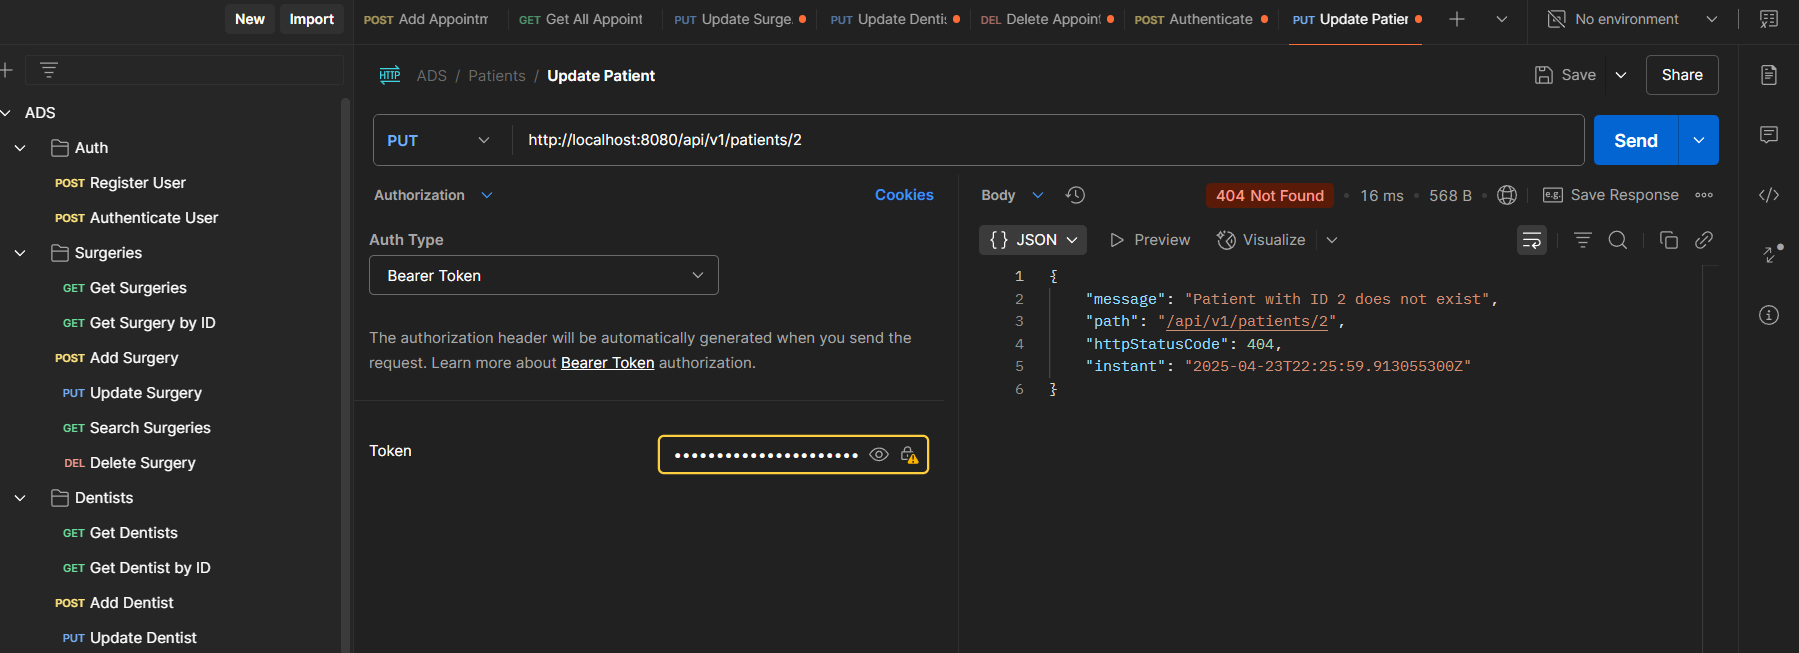 New Import
POST Add Appointm GET Get All Appoint PUT Update Surge PUT Update Denti DEL Delete Appoint POST Authenticate PUT Update Patier No environment
HTTP ADS / Patients / Update Patient Save Share
PUT http://localhost:8080/api/v1/patients/2 Send
Authorization Cookies
Auth Type
Bearer Token
The authorization header will be automatically generated when you send the
request. Learn more about Bearer Token authorization.
Token ••••••••••••••••••••••
Body 404 Not Found • 16 ms • 568 B • e.g. Save Response
{} JSON Preview Visualize
1 {
2 "message": "Patient with ID 2 does not exist",
3 "path": "/api/v1/patients/2",
4 "httpStatusCode": 404,
5 "instant": "2025-04-23T22:25:59.913055300Z"
6 }
ADS
Auth
POST Register User
POST Authenticate User
Surgeries
GET Get Surgeries
GET Get Surgery by ID
POST Add Surgery
PUT Update Surgery
GET Search Surgeries
DEL Delete Surgery
Dentists
GET Get Dentists
GET Get Dentist by ID
POST Add Dentist
PUT Update Dentist